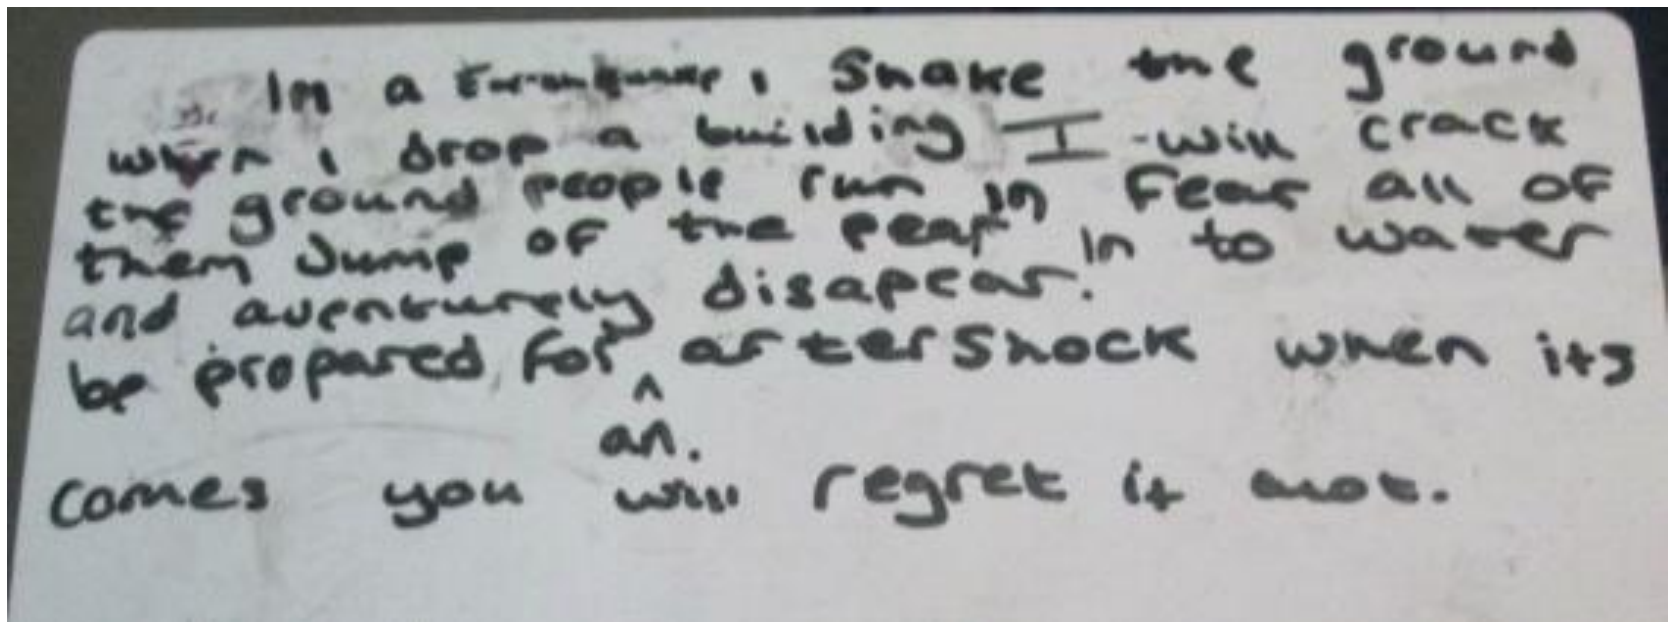 In a Earthquake, Shake the ground
when i drop a building I will crack
the ground people run in Fear all of
them Jump of the pear in to water
and aventurely disapear.
be prepared for an aftershock when its
comes you will regret it alot.